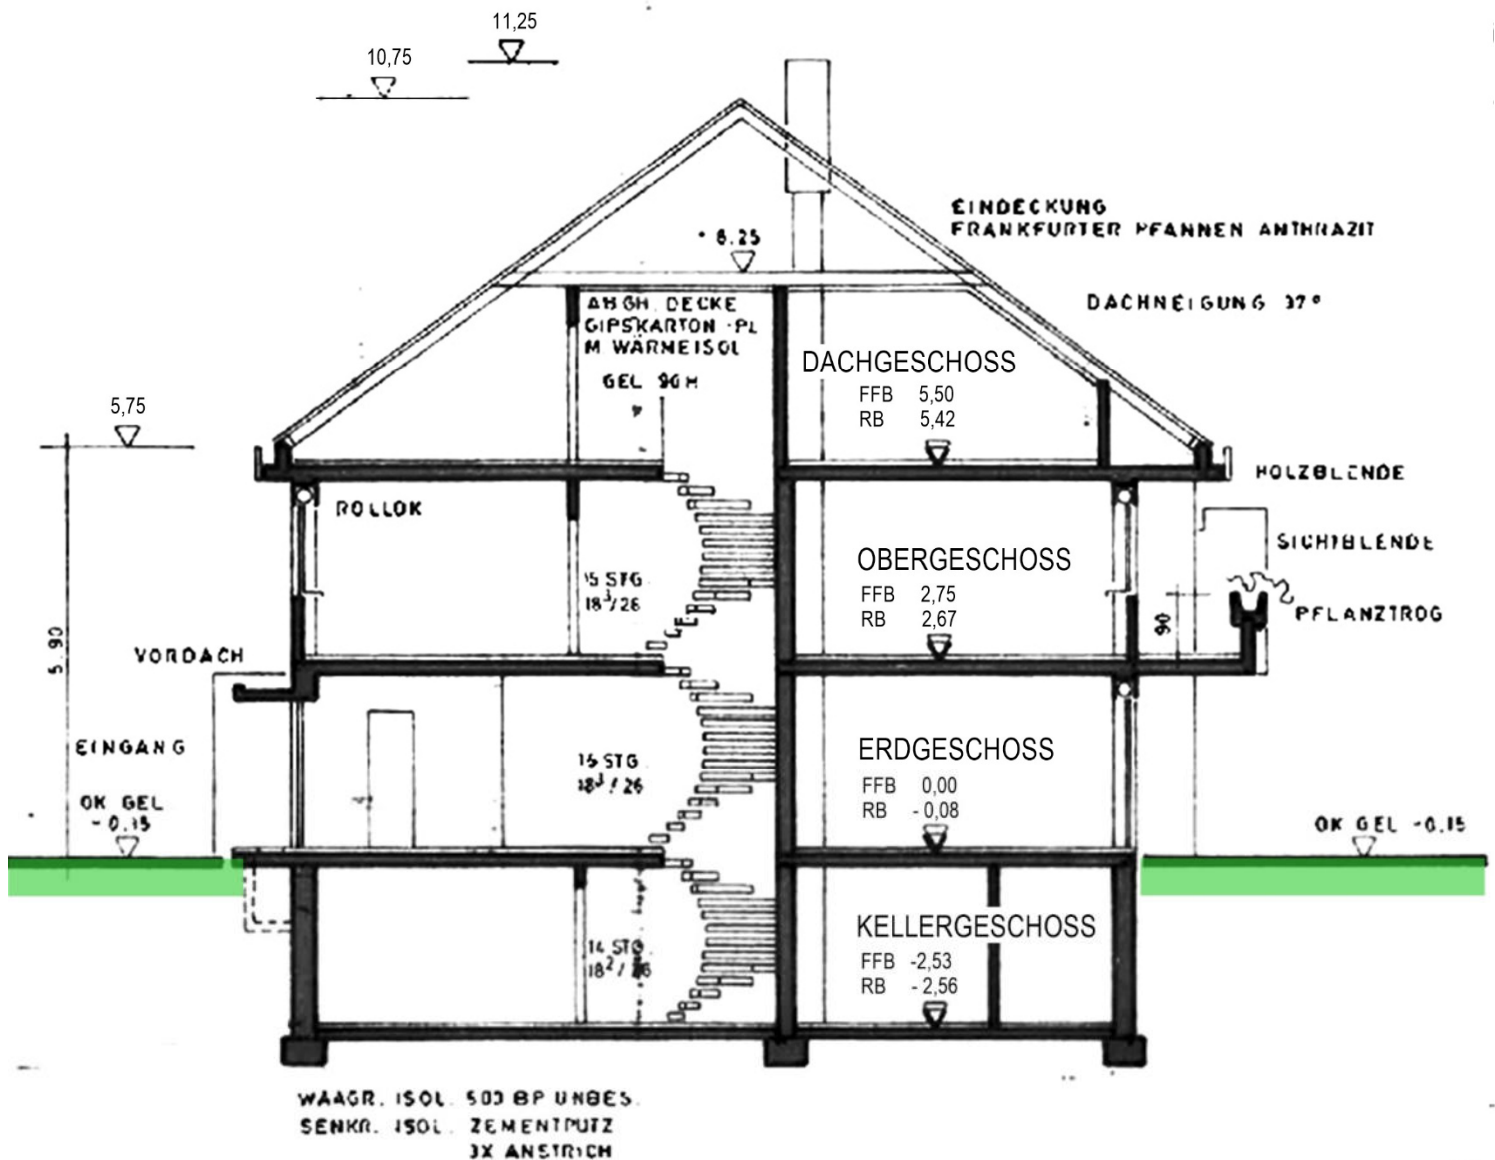 11,25
10,75
EINDECKUNG
FRANKFURTER PFANNEN ANTHRAZIT
8.25
ABGH. DECKE
GIPSKARTON-PL
M WÄRMEISOL
DACHNEIGUNG 37°
DACHGESCHOSS
GEL 90 H
FFB 5,50
RB 5,42
5,75
HOLZBLENDE
ROLLOK
SICHTBLENDE
OBERGESCHOSS
15 STG
18³/26
FFB 2,75
RB 2,67
PFLANZTROG
90
5.90
VORDACH
EINGANG
ERDGESCHOSS
15 STG
18³/26
FFB 0,00
RB - 0,08
OK GEL
- 0.15
OK GEL -0.15
KELLERGESCHOSS
14 STG
18²/26
FFB -2,53
RB - 2,56
WAAGR. ISOL. 500 BP UNBES.
SENKR. ISOL. ZEMENTPUTZ
3X ANSTRICH